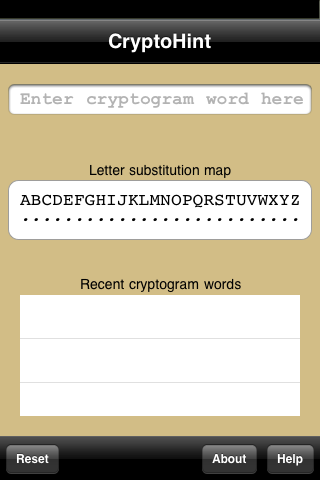 CryptoHint
Enter cryptogram word here
Letter substitution map
ABCDEFGHIJKLMNOPQRSTUVWXYZ
..........................
Recent cryptogram words
Reset About Help